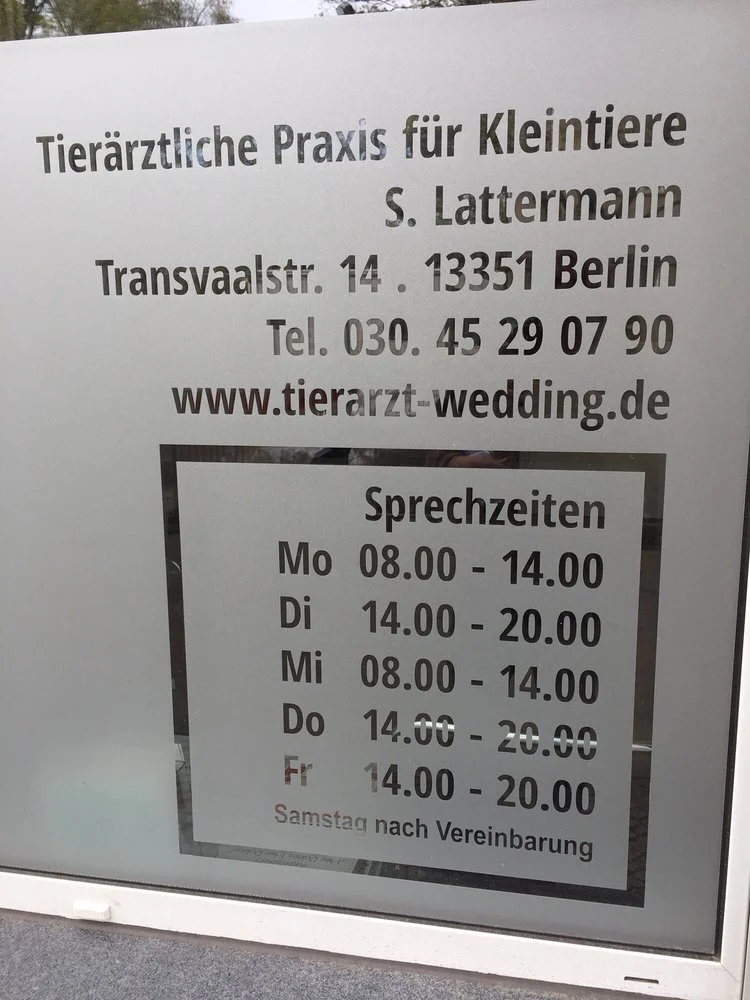 Tierärztliche Praxis für Kleintiere
S. Lattermann
Transvaalstr. 14 . 13351 Berlin
Tel. 030. 45 29 07 90
www.tierarzt-wedding.de
Sprechzeiten
Mo 08.00 - 14.00
Di 14.00 - 20.00
Mi 08.00 - 14.00
Do 14.00 - 20.00
Fr 14.00 - 20.00
Samstag nach Vereinbarung